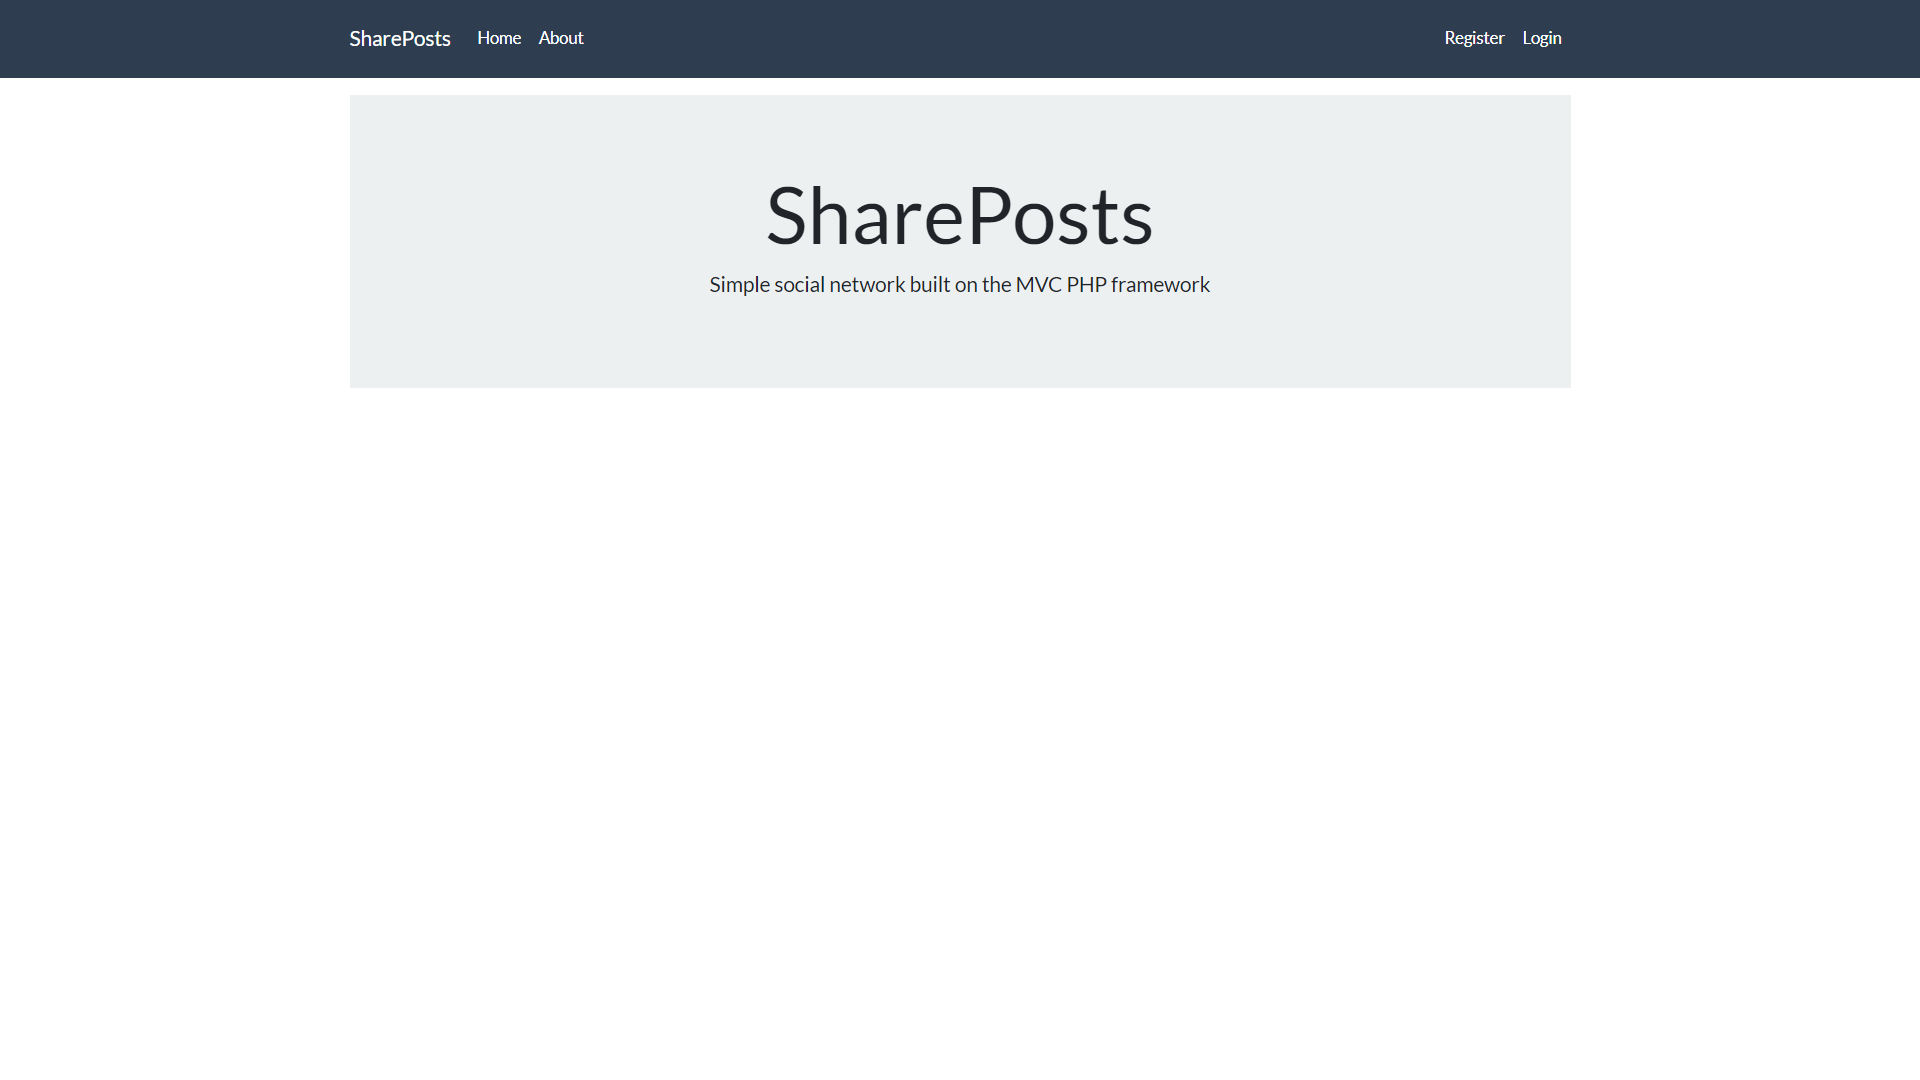 SharePosts Home About Register Login
SharePosts
Simple social network built on the MVC PHP framework